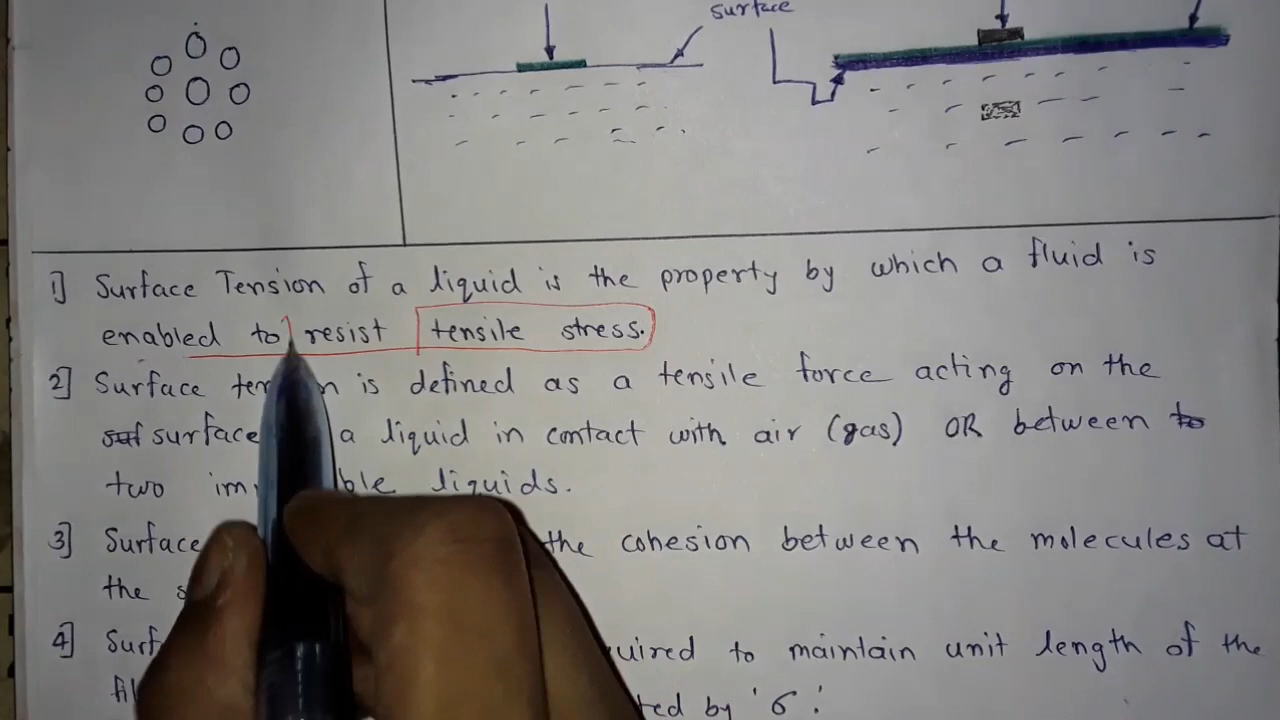 surface
1] Surface Tension of a liquid is the property by which a fluid is
enabled to resist tensile stress.
2] Surface is defined as a tensile force acting on the
surface a liquid in contact with air (gas) OR between
two liquids.
3] Surface the cohesion between the molecules at
the
4] to maintain unit length of the
by 'σ'.